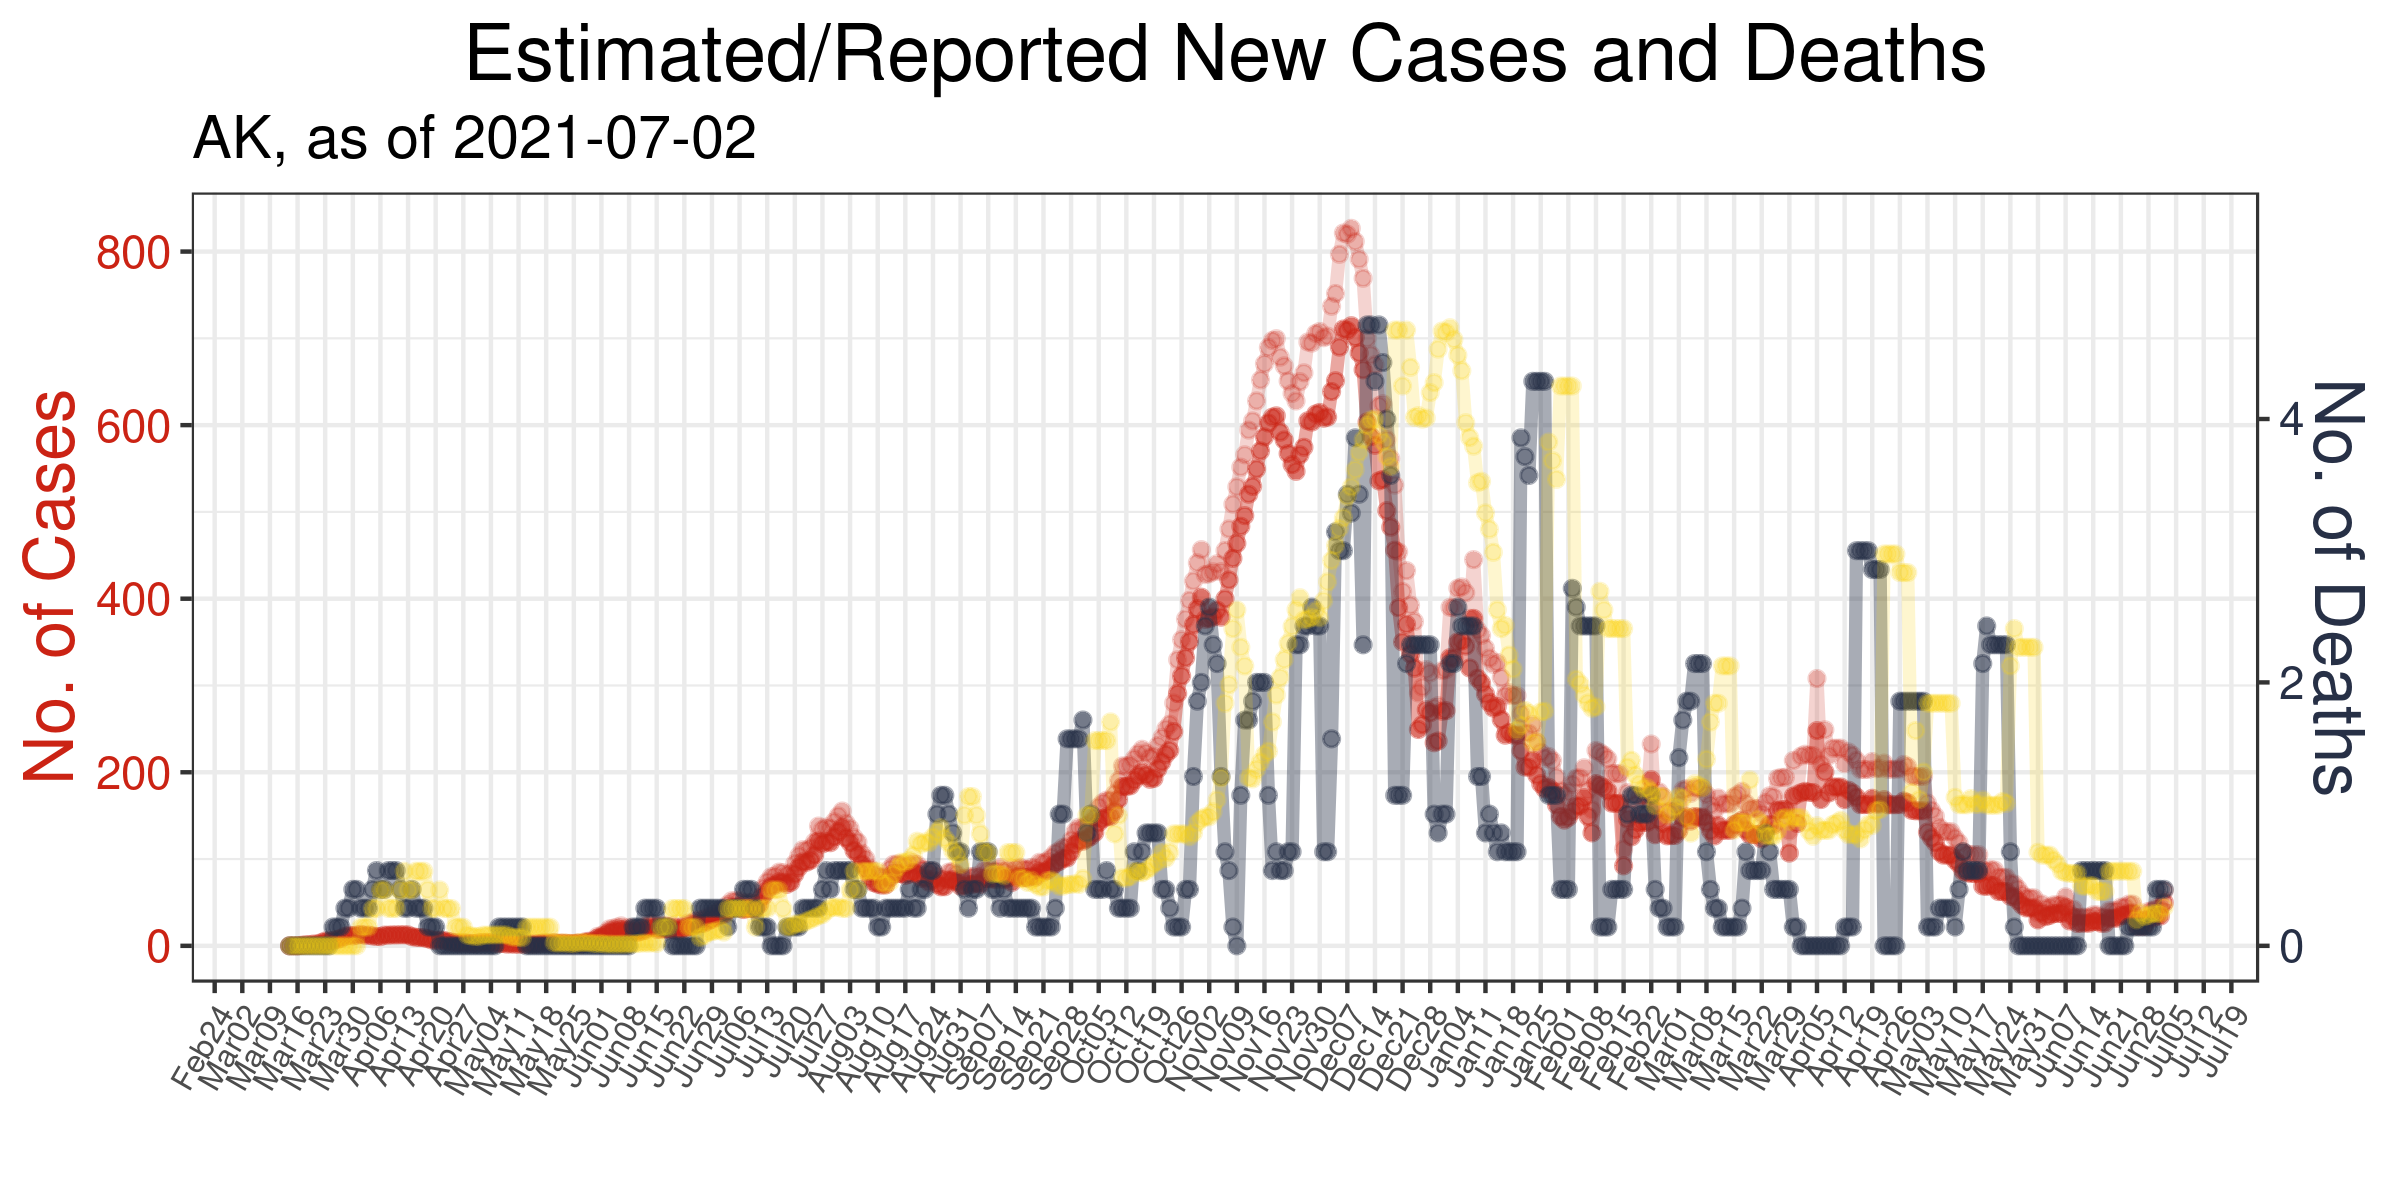 Estimated/Reported New Cases and Deaths
AK, as of 2021-07-02
No. of Cases
800
600
400
200
0
No. of Deaths
4
2
0
Feb24
Mar02
Mar09
Mar16
Mar23
Mar30
Apr06
Apr13
Apr20
Apr27
May04
May11
May18
May25
Jun01
Jun08
Jun15
Jun22
Jun29
Jul06
Jul13
Jul20
Jul27
Aug03
Aug10
Aug17
Aug24
Aug31
Sep07
Sep14
Sep21
Sep28
Oct05
Oct12
Oct19
Oct26
Nov02
Nov09
Nov16
Nov23
Nov30
Dec07
Dec14
Dec21
Dec28
Jan04
Jan11
Jan18
Jan25
Feb01
Feb08
Feb15
Feb22
Mar01
Mar08
Mar15
Mar22
Mar29
Apr05
Apr12
Apr19
Apr26
May03
May10
May17
May24
May31
Jun07
Jun14
Jun21
Jun28
Jul05
Jul12
Jul19